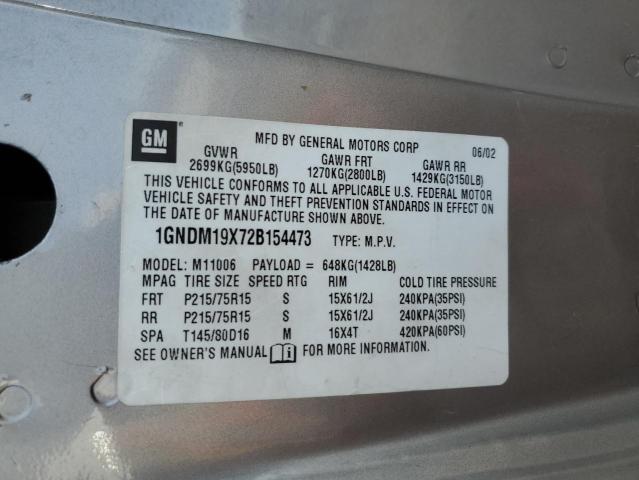 GM MFD BY GENERAL MOTORS CORP 06/02
GVWR GAWR FRT GAWR RR
2699KG(5950LB) 1270KG(2800LB) 1429KG(3150LB)
THIS VEHICLE CONFORMS TO ALL APPLICABLE U.S. FEDERAL MOTOR
VEHICLE SAFETY AND THEFT PREVENTION STANDARDS IN EFFECT ON
THE DATE OF MANUFACTURE SHOWN ABOVE.
1GNDM19X72B154473 TYPE: M.P.V.
MODEL: M11006 PAYLOAD = 648KG(1428LB)
MPAG TIRE SIZE SPEED RTG RIM COLD TIRE PRESSURE
FRT P215/75R15 S 15X61/2J 240KPA(35PSI)
RR P215/75R15 S 15X61/2J 240KPA(35PSI)
SPA T145/80D16 M 16X4T 420KPA(60PSI)
SEE OWNER'S MANUAL FOR MORE INFORMATION.